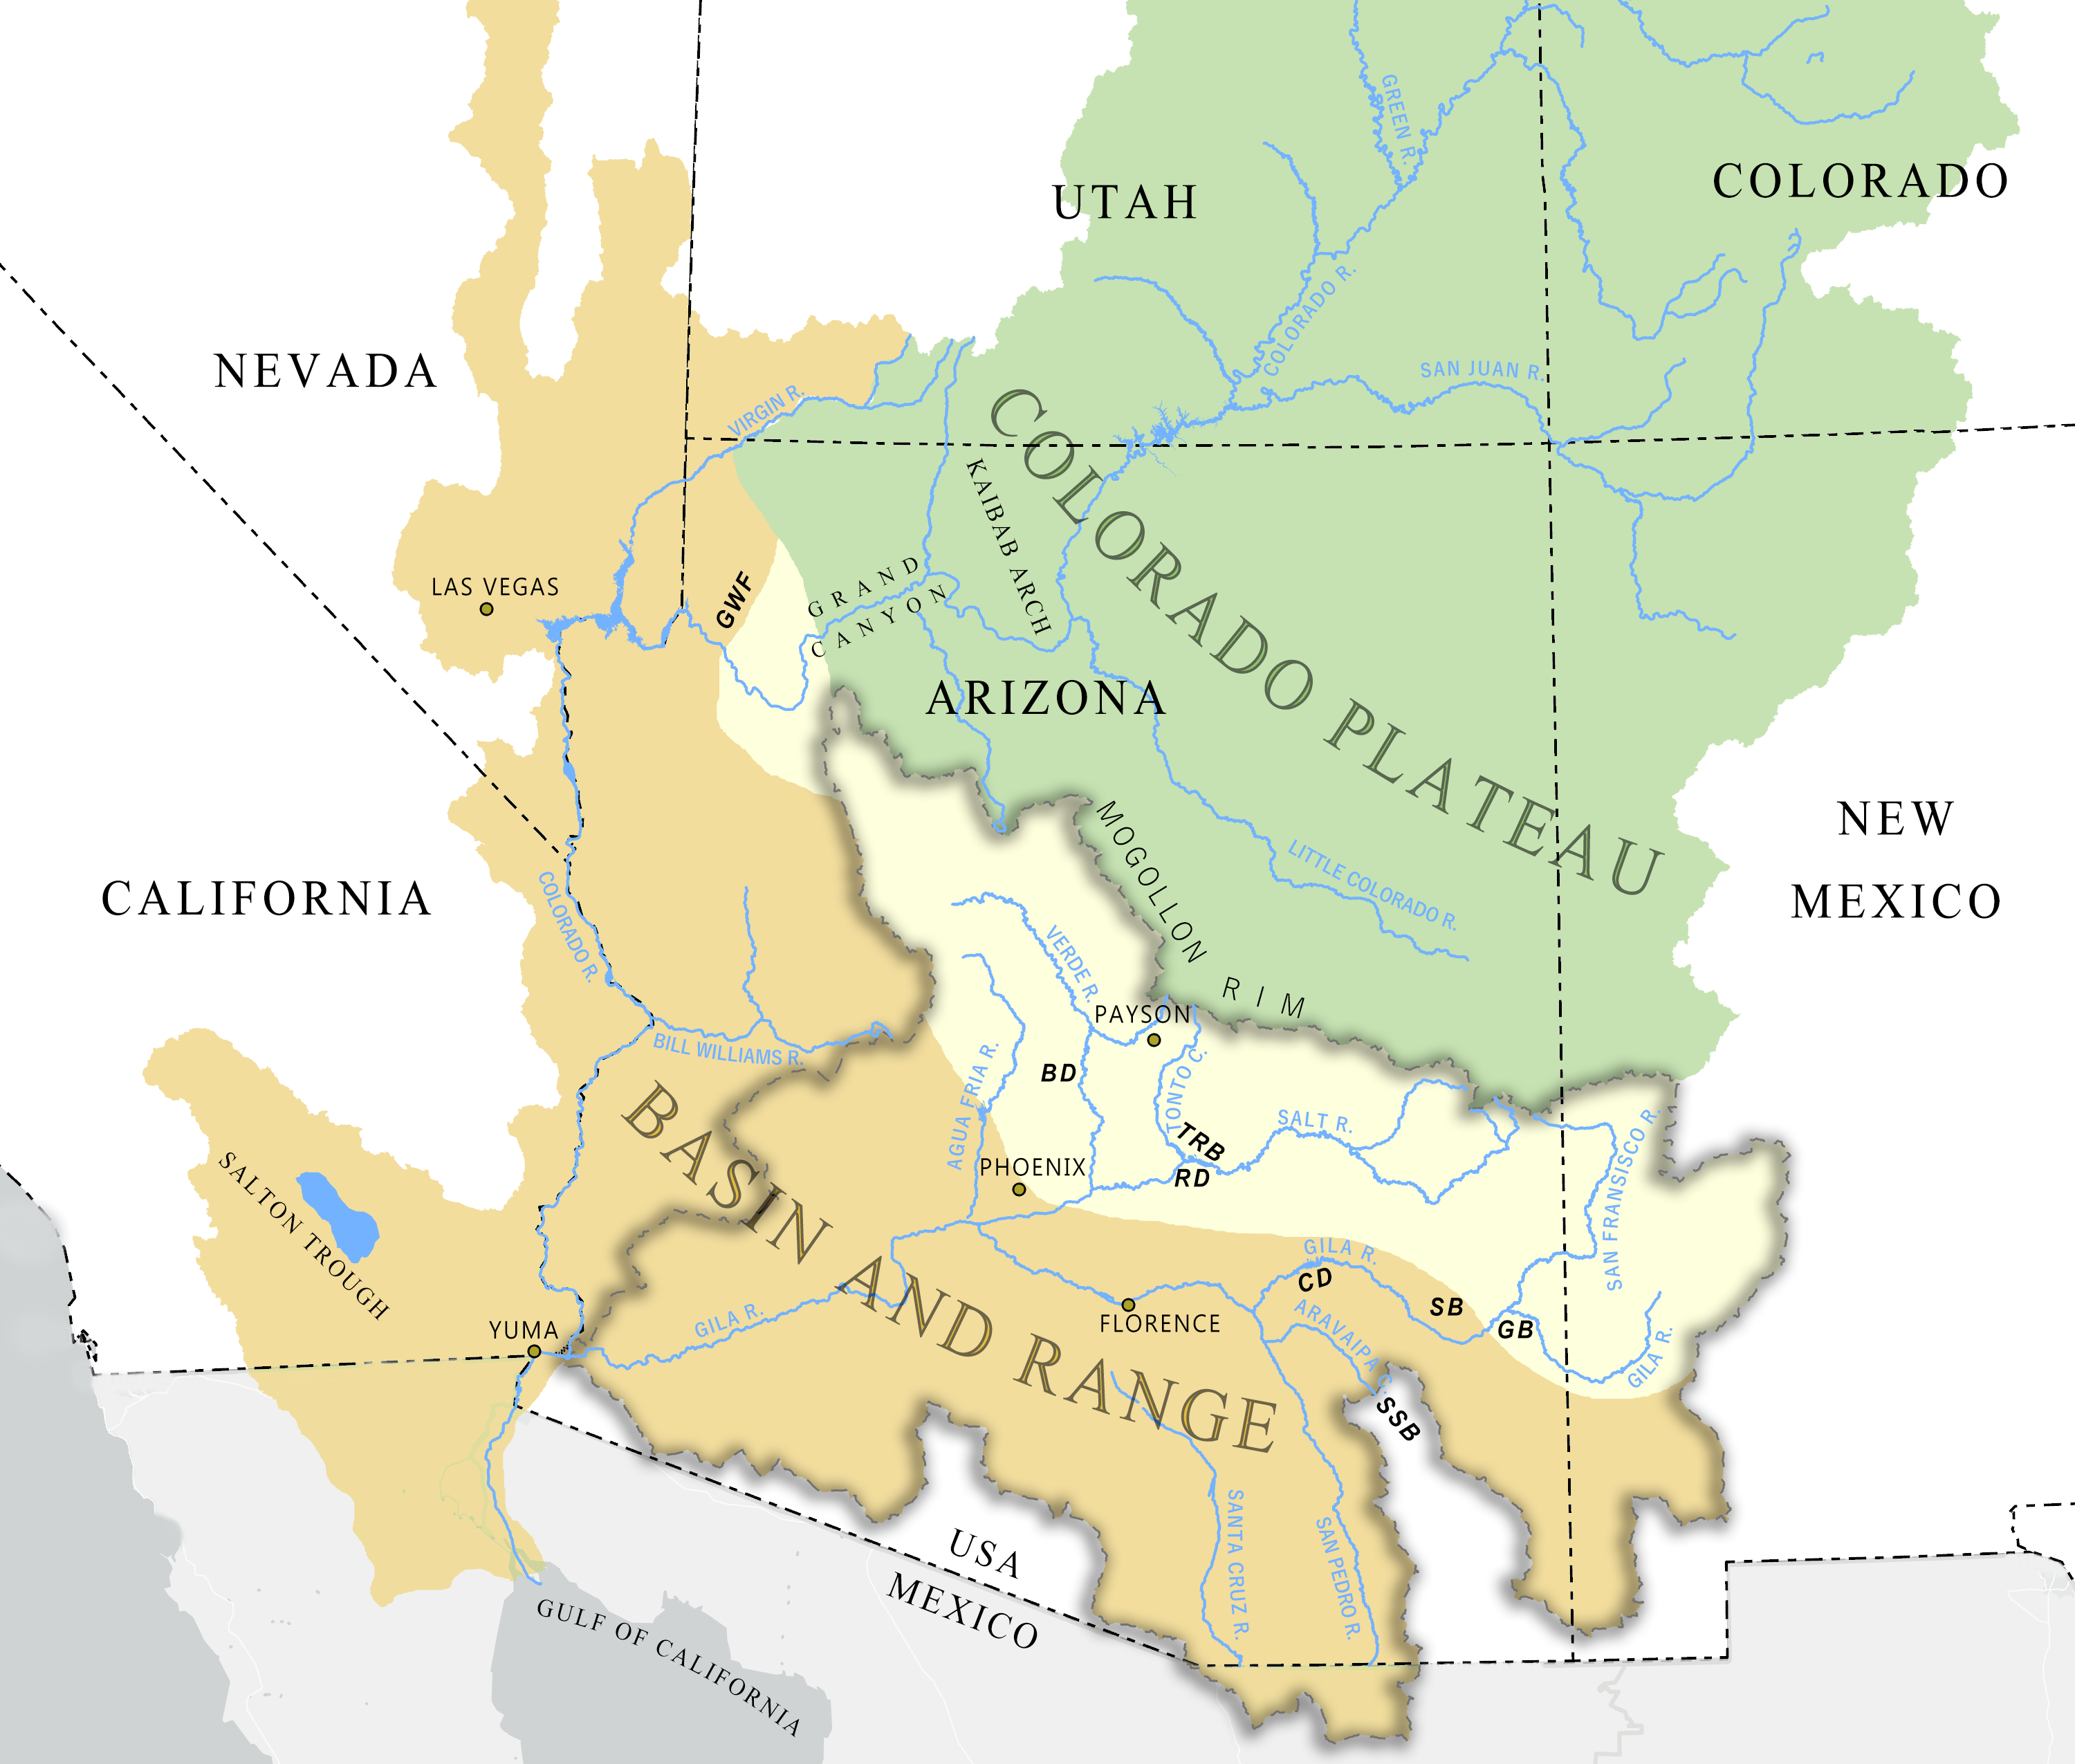 GREEN R.
UTAH
COLORADO
COLORADO R.
NEVADA
SAN JUAN R.
VIRGIN R.
COLORADO PLATEAU
KAIBAB ARCH
LAS VEGAS
GWF
GRAND
CANYON
ARIZONA
NEW
MEXICO
MOGOLLON RIM
LITTLE COLORADO R.
CALIFORNIA
COLORADO R.
VERDE R.
PAYSON
BILL WILLIAMS R.
BD
TONTO C.
AGUA FRIA R.
TRB
SALT R.
RD
PHOENIX
SAN FRANSISCO R.
BASIN AND RANGE
SALTON TROUGH
GILA R.
CD
SB
GB
GILA R.
ARAVAIPA C.
FLORENCE
GILA R.
YUMA
SSB
SANTA CRUZ R.
SAN PEDRO R.
USA
MEXICO
GULF OF CALIFORNIA